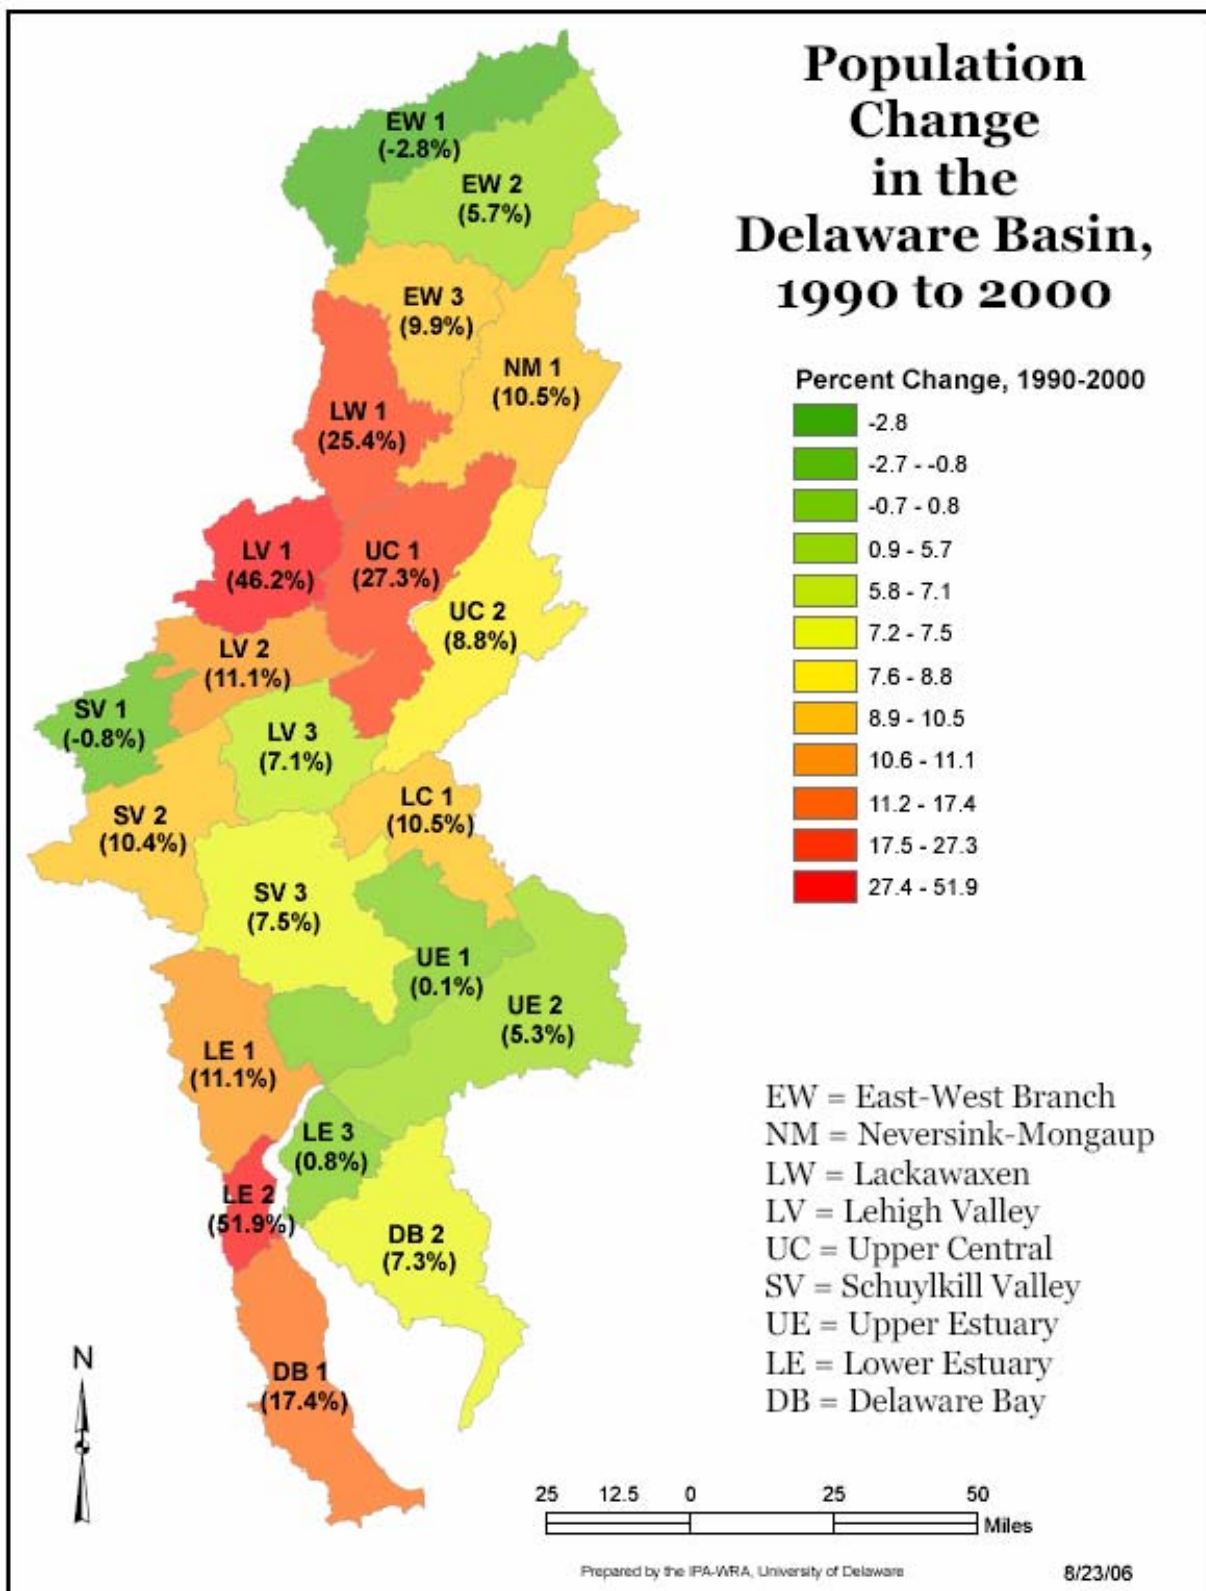 Population
Change
in the
Delaware Basin,
1990 to 2000
EW 1
(-2.8%)
EW 2
(5.7%)
EW 3
(9.9%)
NM 1
(10.5%)
LW 1
(25.4%)
LV 1
(46.2%)
UC 1
(27.3%)
UC 2
(8.8%)
LV 2
(11.1%)
SV 1
(-0.8%)
LV 3
(7.1%)
SV 2
(10.4%)
LC 1
(10.5%)
SV 3
(7.5%)
UE 1
(0.1%)
UE 2
(5.3%)
LE 1
(11.1%)
LE 3
(0.8%)
LE 2
(51.9%)
DB 2
(7.3%)
DB 1
(17.4%)
Percent Change, 1990-2000
-2.8
-2.7 - -0.8
-0.7 - 0.8
0.9 - 5.7
5.8 - 7.1
7.2 - 7.5
7.6 - 8.8
8.9 - 10.5
10.6 - 11.1
11.2 - 17.4
17.5 - 27.3
27.4 - 51.9
EW = East-West Branch
NM = Neversink-Mongaup
LW = Lackawaxen
LV = Lehigh Valley
UC = Upper Central
SV = Schuylkill Valley
UE = Upper Estuary
LE = Lower Estuary
DB = Delaware Bay
N
25 12.5 0 25 50
Miles
Prepared by the IPA-WRA, University of Delaware
8/23/06